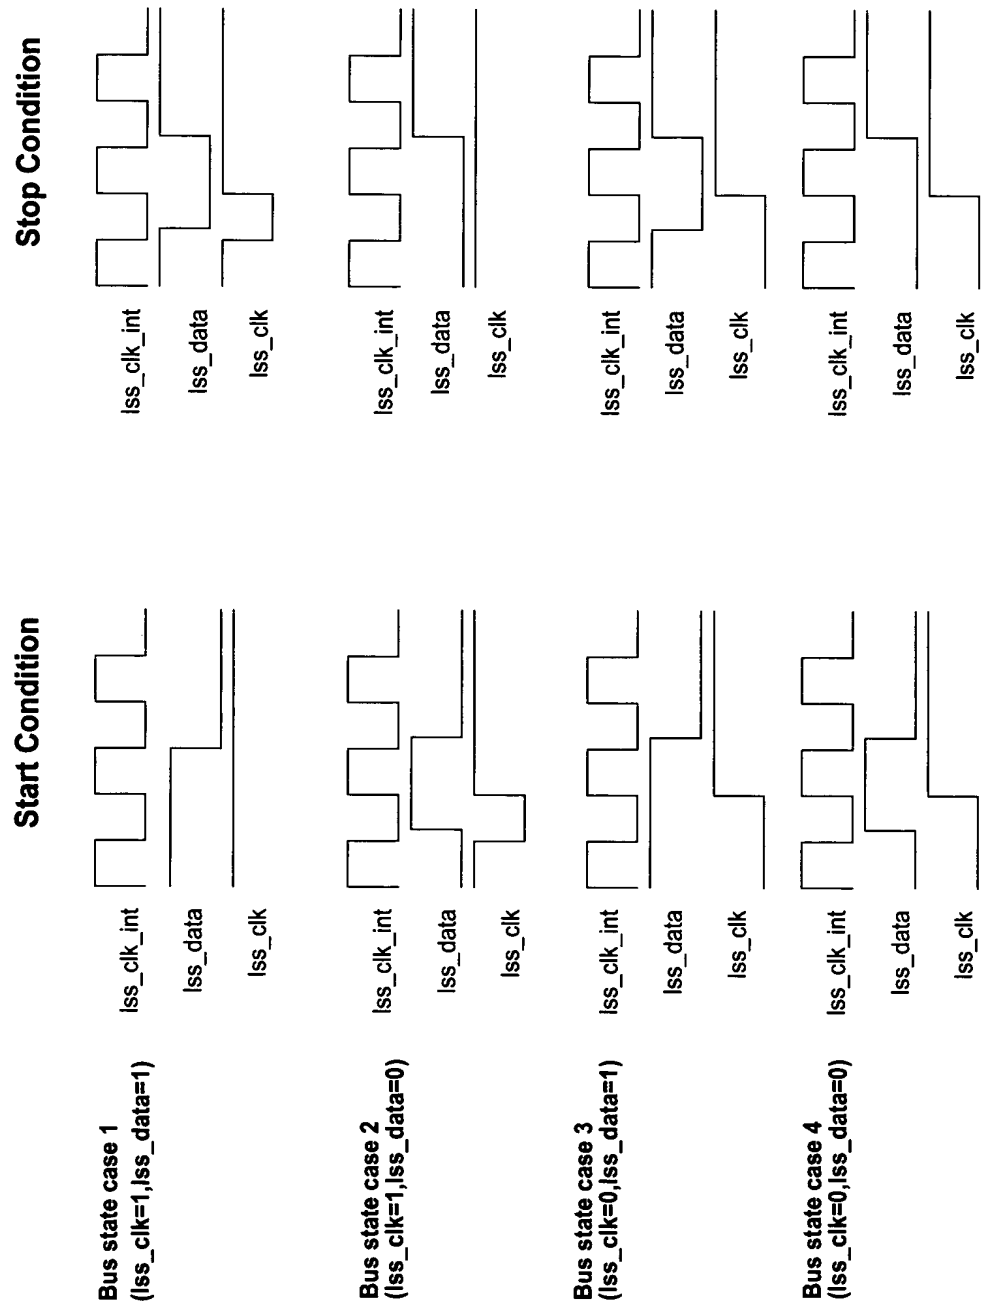 Start Condition
Stop Condition
Bus state case 1
(lss_clk=1,lss_data=1)
lss_clk_int
lss_data
lss_clk
lss_clk_int
lss_data
lss_clk
Bus state case 2
(lss_clk=1,lss_data=0)
lss_clk_int
lss_data
lss_clk
lss_clk_int
lss_data
lss_clk
Bus state case 3
(lss_clk=0,lss_data=1)
lss_clk_int
lss_data
lss_clk
lss_clk_int
lss_data
lss_clk
Bus state case 4
(lss_clk=0,lss_data=0)
lss_clk_int
lss_data
lss_clk
lss_clk_int
lss_data
lss_clk